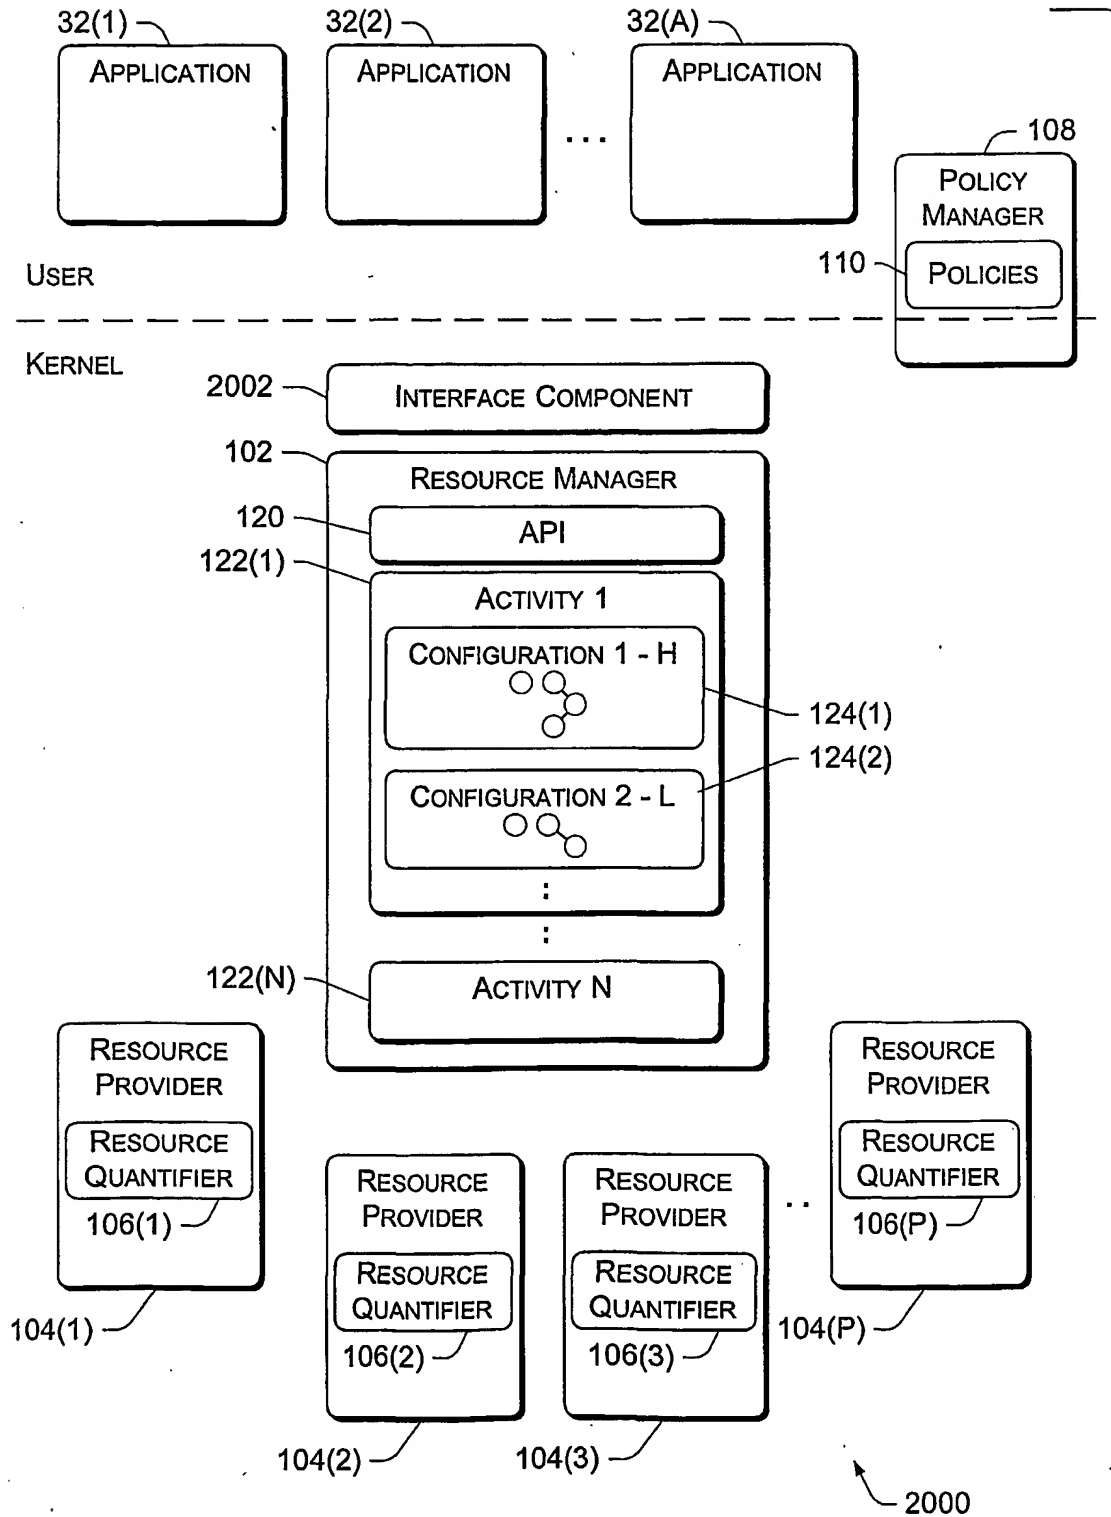 32(1)
32(2)
32(A)
APPLICATION
APPLICATION
APPLICATION
...
108
POLICY
MANAGER
110
POLICIES
USER
KERNEL
2002
INTERFACE COMPONENT
102
RESOURCE MANAGER
120
API
122(1)
ACTIVITY 1
CONFIGURATION 1 - H
124(1)
124(2)
CONFIGURATION 2 - L
122(N)
ACTIVITY N
RESOURCE
PROVIDER
RESOURCE
QUANTIFIER
106(1)
104(1)
RESOURCE
PROVIDER
RESOURCE
QUANTIFIER
106(2)
104(2)
RESOURCE
PROVIDER
RESOURCE
QUANTIFIER
106(3)
104(3)
..
RESOURCE
PROVIDER
RESOURCE
QUANTIFIER
106(P)
104(P)
2000